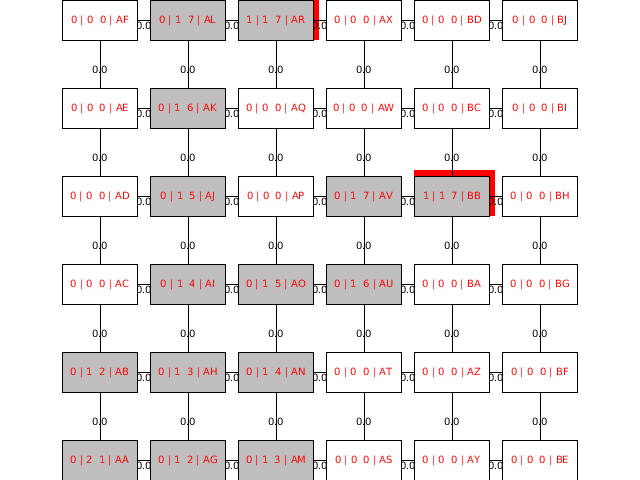 0 | 0 0 | AF 0.0 0 | 1 7 | AL 0.0 1 | 1 7 | AR 0.0 0 | 0 0 | AX 0.0 0 | 0 0 | BD 0.0 0 | 0 0 | BJ
0.0 0.0 0.0 0.0 0.0 0.0
0 | 0 0 | AE 0.0 0 | 1 6 | AK 0.0 0 | 0 0 | AQ 0.0 0 | 0 0 | AW 0.0 0 | 0 0 | BC 0.0 0 | 0 0 | BI
0.0 0.0 0.0 0.0 0.0 0.0
0 | 0 0 | AD 0.0 0 | 1 5 | AJ 0.0 0 | 0 0 | AP 0.0 0 | 1 7 | AV 0.0 1 | 1 7 | BB 0.0 0 | 0 0 | BH
0.0 0.0 0.0 0.0 0.0 0.0
0 | 0 0 | AC 0.0 0 | 1 4 | AI 0.0 0 | 1 5 | AO 0.0 0 | 1 6 | AU 0.0 0 | 0 0 | BA 0.0 0 | 0 0 | BG
0.0 0.0 0.0 0.0 0.0 0.0
0 | 1 2 | AB 0.0 0 | 1 3 | AH 0.0 0 | 1 4 | AN 0.0 0 | 0 0 | AT 0.0 0 | 0 0 | AZ 0.0 0 | 0 0 | BF
0.0 0.0 0.0 0.0 0.0 0.0
0 | 2 1 | AA 0.0 0 | 1 2 | AG 0.0 0 | 1 3 | AM 0.0 0 | 0 0 | AS 0.0 0 | 0 0 | AY 0.0 0 | 0 0 | BE